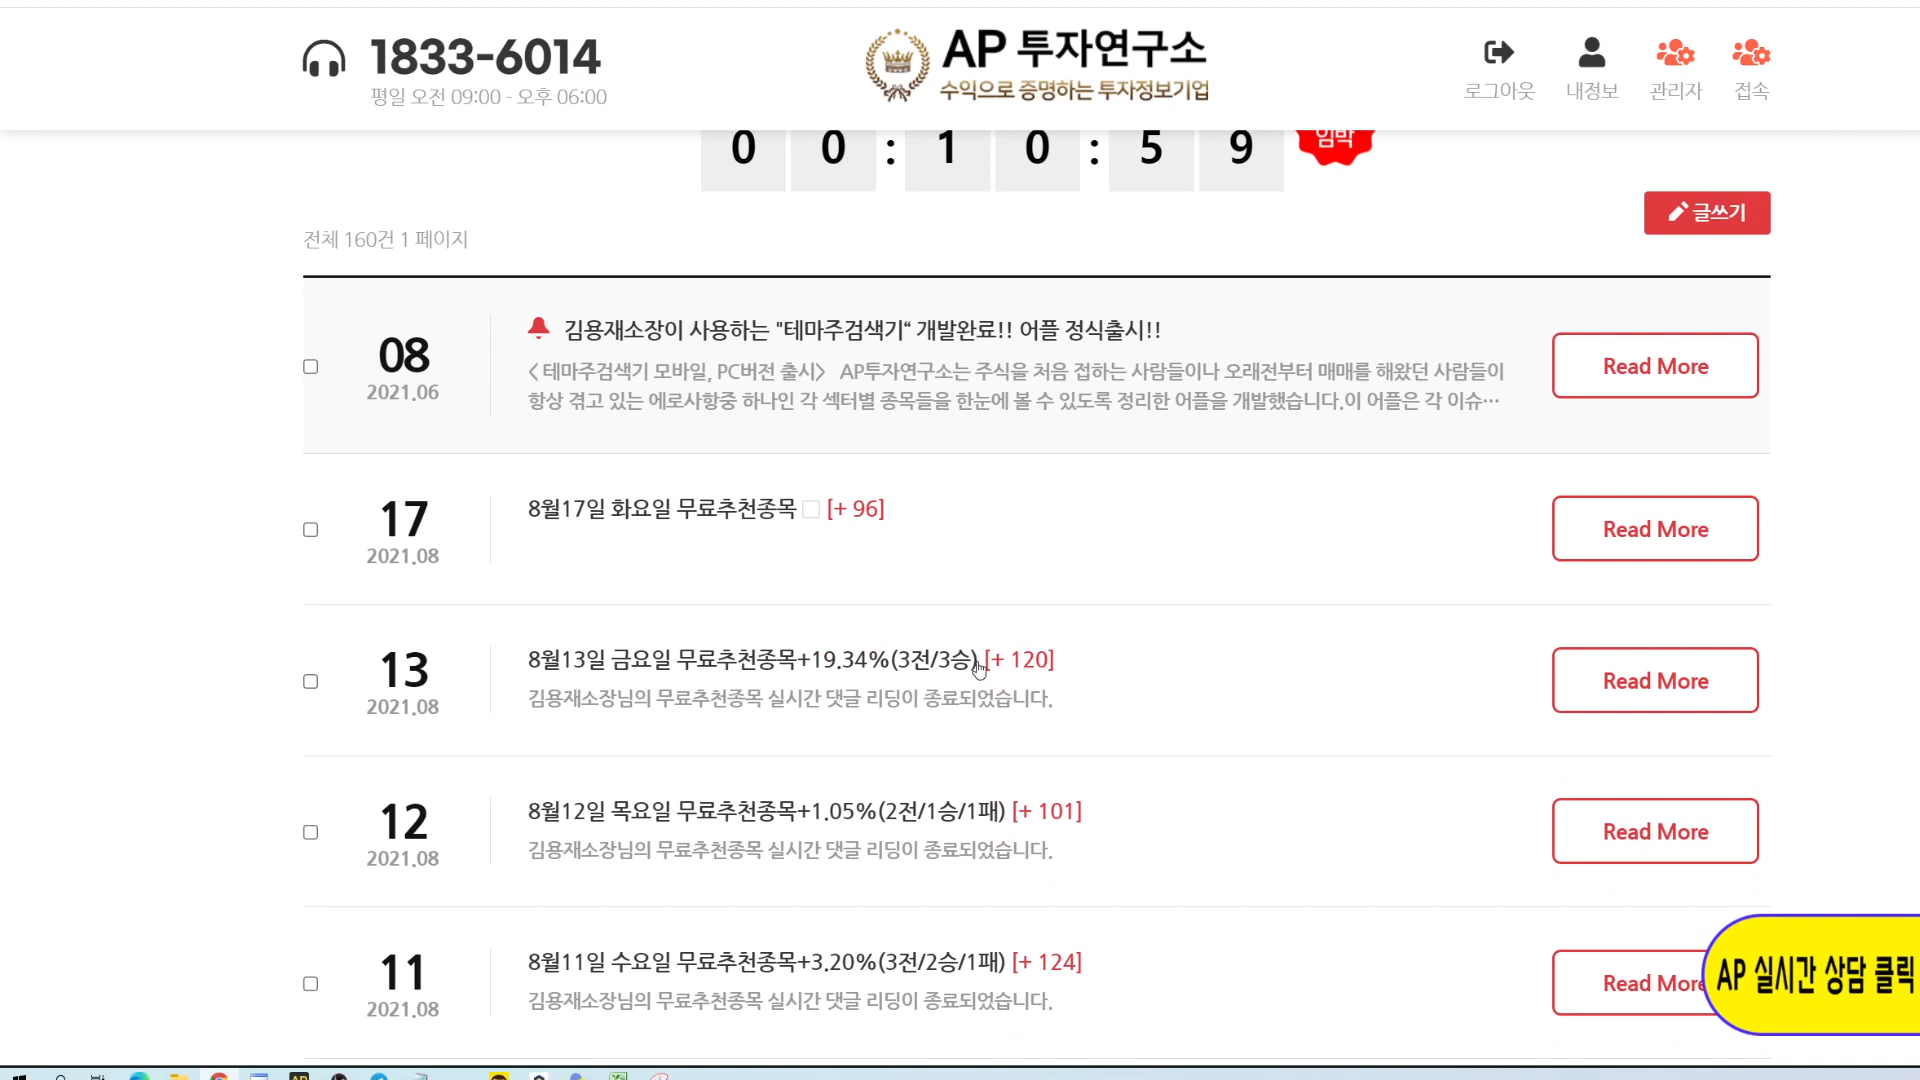 1833-6014
평일 오전 09:00 - 오후 06:00
AP 투자연구소
수익으로 증명하는 투자정보기업
로그아웃
내정보
관리자
접속
0 0 : 1 0 : 5 9
임박
글쓰기
전체 160건 1 페이지
08
2021.06
김용재소장이 사용하는 "테마주검색기“ 개발완료!! 어플 정식출시!!
< 테마주검색기 모바일, PC버전 출시> AP투자연구소는 주식을 처음 접하는 사람들이나 오래전부터 매매를 해왔던 사람들이
항상 겪고 있는 에로사항중 하나인 각 섹터별 종목들을 한눈에 볼 수 있도록 정리한 어플을 개발했습니다.이 어플은 각 이슈…
Read More
17
2021.08
8월17일 화요일 무료추천종목 [+ 96]
Read More
13
2021.08
8월13일 금요일 무료추천종목+19.34%(3전/3승) [+ 120]
김용재소장님의 무료추천종목 실시간 댓글 리딩이 종료되었습니다.
Read More
12
2021.08
8월12일 목요일 무료추천종목+1.05%(2전/1승/1패) [+ 101]
김용재소장님의 무료추천종목 실시간 댓글 리딩이 종료되었습니다.
Read More
11
2021.08
8월11일 수요일 무료추천종목+3.20%(3전/2승/1패) [+ 124]
김용재소장님의 무료추천종목 실시간 댓글 리딩이 종료되었습니다.
Read More
AP 실시간 상담 클릭